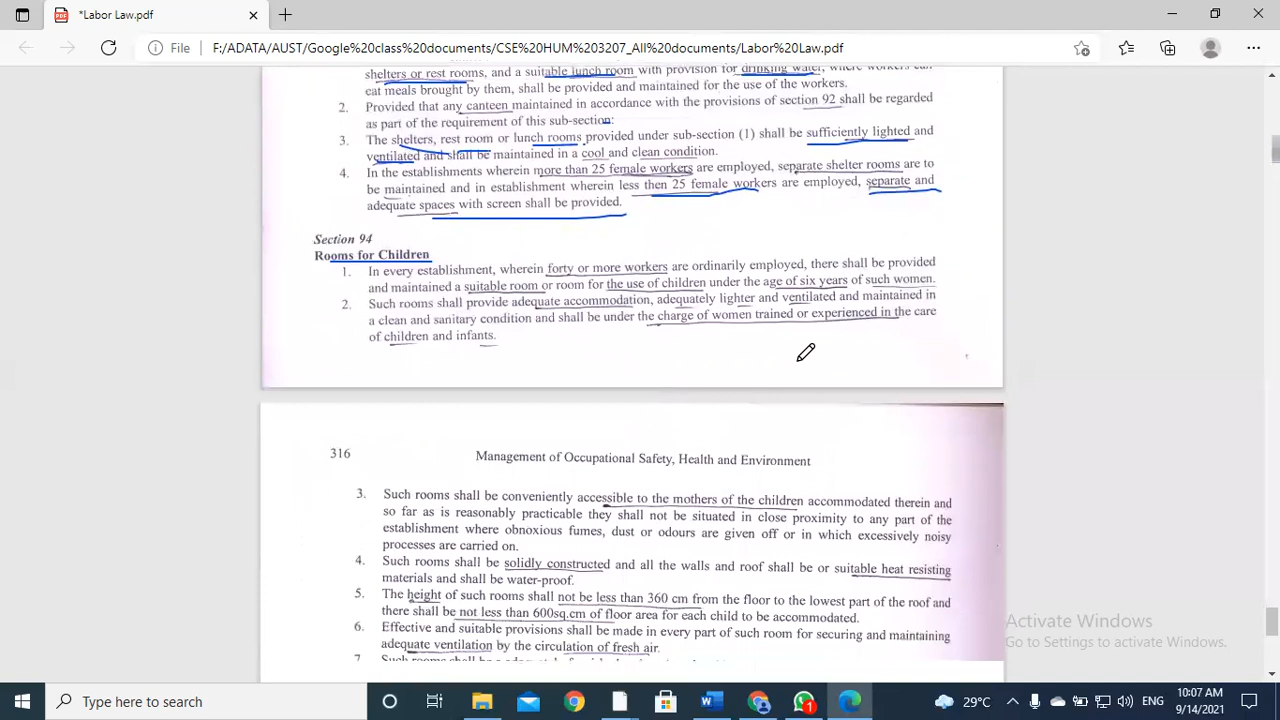 *Labor Law.pdf
File F:/ADATA/AUST/Google%20class%20documents/CSE%20HUM%203207_All%20documents/Labor%20Law.pdf
shelters or rest rooms, and a suitable lunch room with provision for drinking water, where workers can
eat meals brought by them, shall be provided and maintained for the use of the workers.
2. Provided that any canteen maintained in accordance with the provisions of section 92 shall be regarded
as part of the requirement of this sub-section:
3. The shelters, rest room or lunch rooms provided under sub-section (1) shall be sufficiently lighted and
ventilated and shall be maintained in a cool and clean condition.
4. In the establishments wherein more than 25 female workers are employed, separate shelter rooms are to
be maintained and in establishment wherein less then 25 female workers are employed, separate and
adequate spaces with screen shall be provided.
Section 94
Rooms for Children
1. In every establishment, wherein forty or more workers are ordinarily employed, there shall be provided
and maintained a suitable room or room for the use of children under the age of six years of such women.
2. Such rooms shall provide adequate accommodation, adequately lighter and ventilated and maintained in
a clean and sanitary condition and shall be under the charge of women trained or experienced in the care
of children and infants.
316 Management of Occupational Safety, Health and Environment
3. Such rooms shall be conveniently accessible to the mothers of the children accommodated therein and
so far as is reasonably practicable they shall not be situated in close proximity to any part of the
establishment where obnoxious fumes, dust or odours are given off or in which excessively noisy
processes are carried on.
4. Such rooms shall be solidly constructed and all the walls and roof shall be or suitable heat resisting
materials and shall be water-proof.
5. The height of such rooms shall not be less than 360 cm from the floor to the lowest part of the roof and
there shall be not less than 600sq.cm of floor area for each child to be accommodated.
6. Effective and suitable provisions shall be made in every part of such room for securing and maintaining
adequate ventilation by the circulation of fresh air.
7. Such rooms shall be
Activate Windows
Go to Settings to activate Windows.
Type here to search
1
29°C
ENG
10:07 AM
9/14/2021